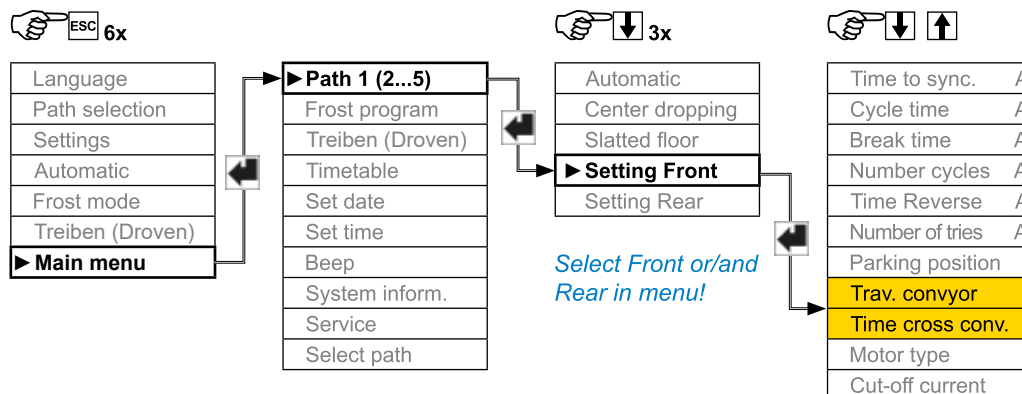 ESC 6x
Language
Path selection
Settings
Automatic
Frost mode
Treiben (Droven)
Main menu
Path 1 (2...5)
Frost program
Treiben (Droven)
Timetable
Set date
Set time
Beep
System inform.
Service
Select path
3x
Automatic
Center dropping
Slatted floor
Setting Front
Setting Rear
Select Front or/and
Rear in menu!
Time to sync.
Cycle time
Break time
Number cycles
Time Reverse
Number of tries
Parking position
Trav. convyor
Time cross conv.
Motor type
Cut-off current